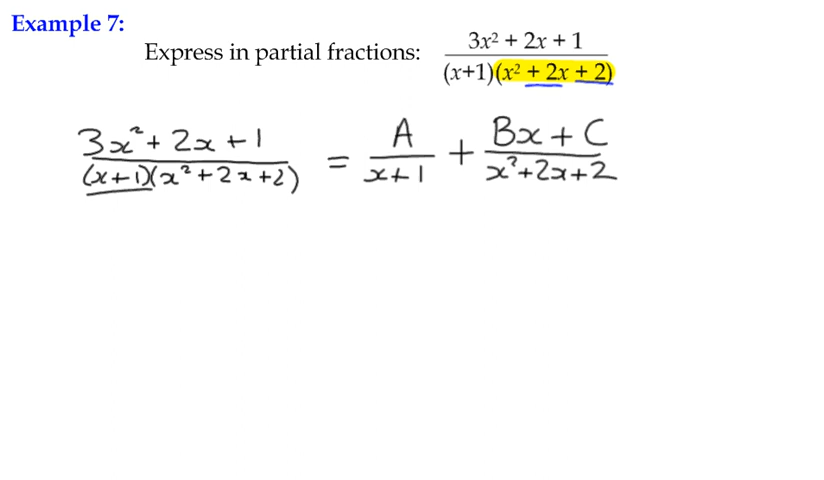 Example 7:
Express in partial fractions: 3x² + 2x + 1 / (x+1)(x² + 2x + 2)
3x² + 2x + 1 / (x+1)(x² + 2x + 2) = A / x+1 + Bx + C / x² + 2x + 2